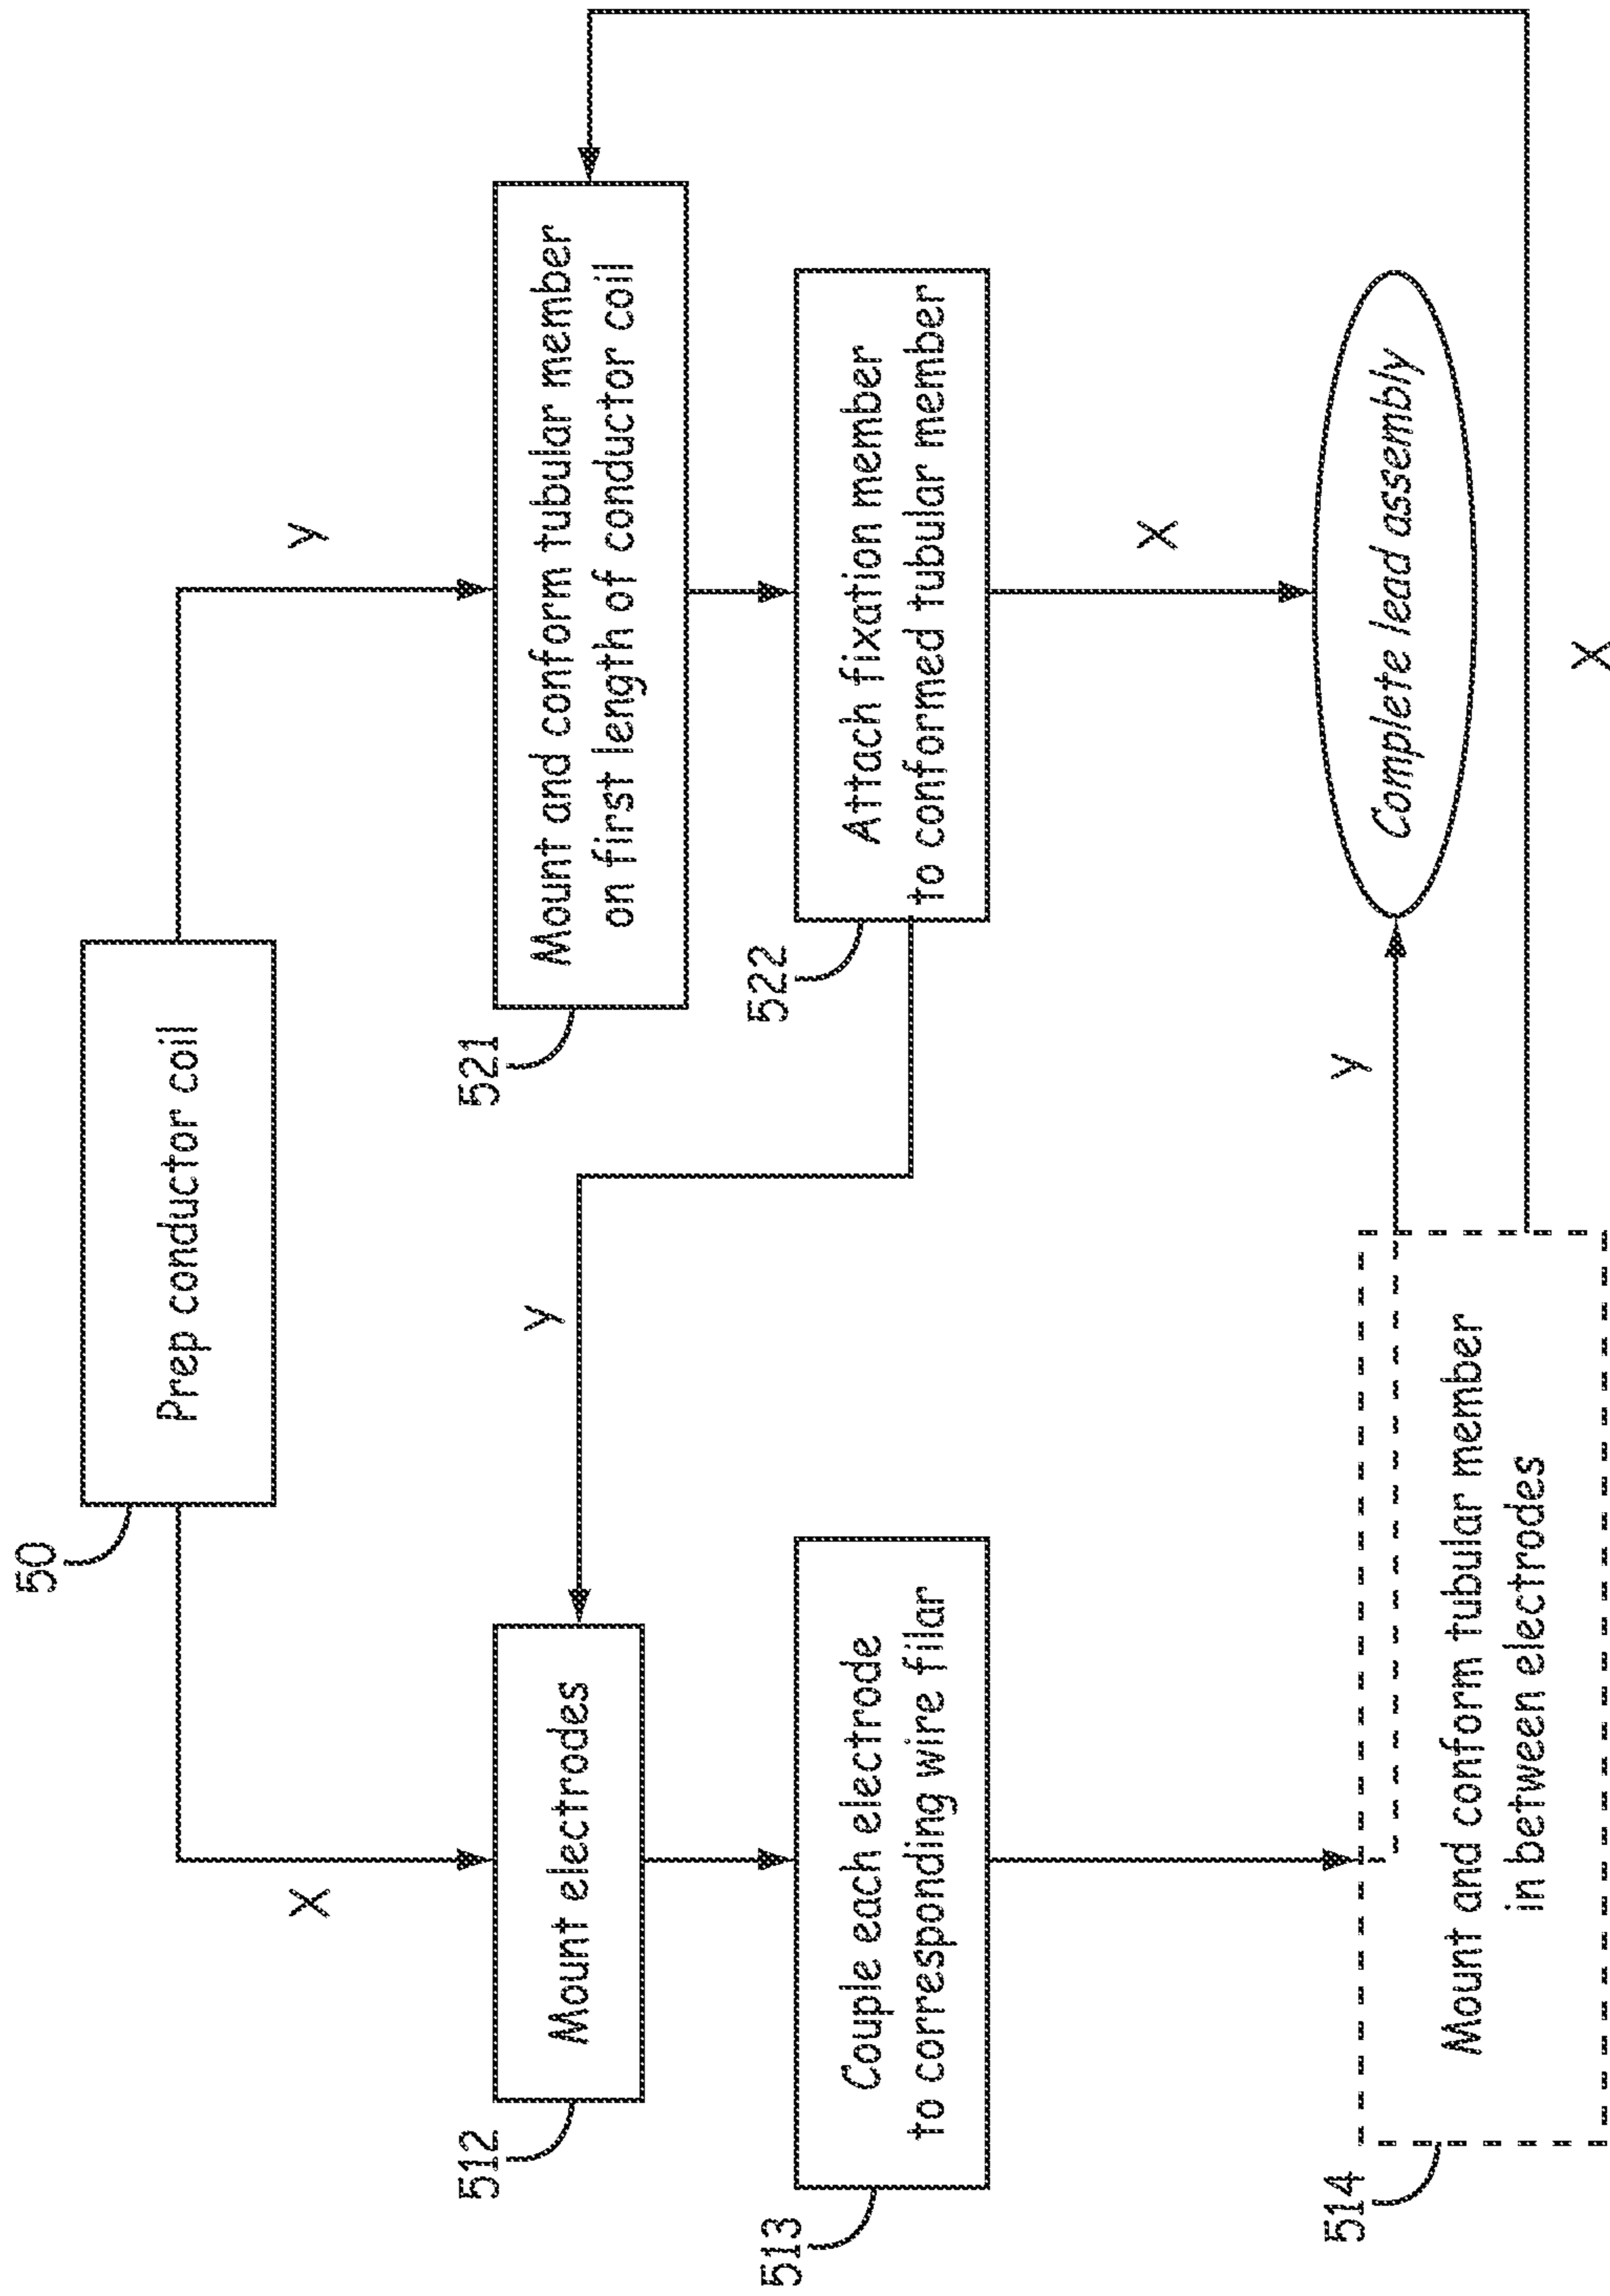 50
Prep conductor coil
X
y
512
Mount electrodes
y
521
Mount and conform tubular member
on first length of conductor coil
513
Couple each electrode
to corresponding wire filar
522
Attach fixation member
to conformed tubular member
X
514
Mount and conform tubular member
in between electrodes
y
Complete lead assembly
X